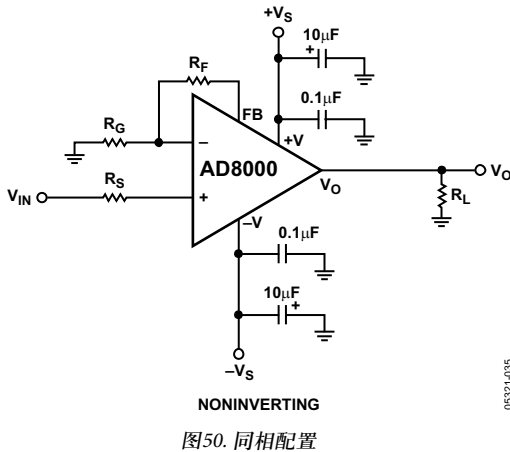 +VS
10μF
+
RF
0.1μF
FB
RG
–
+V
AD8000
VIN
RS
+
VO
VO
RL
–V
0.1μF
10μF
+
–VS
05321-035
NONINVERTING
图50. 同相配置